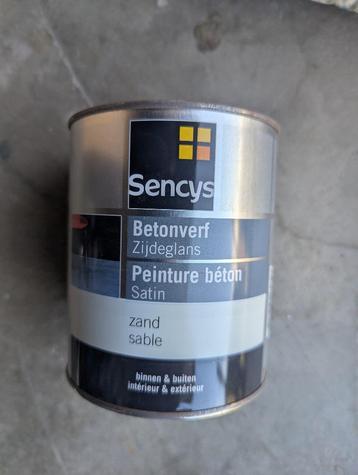 Sencys
Betonverf
Zijdeglans
Peinture béton
Satin
zand
sable
binnen & buiten
intérieur & extérieur